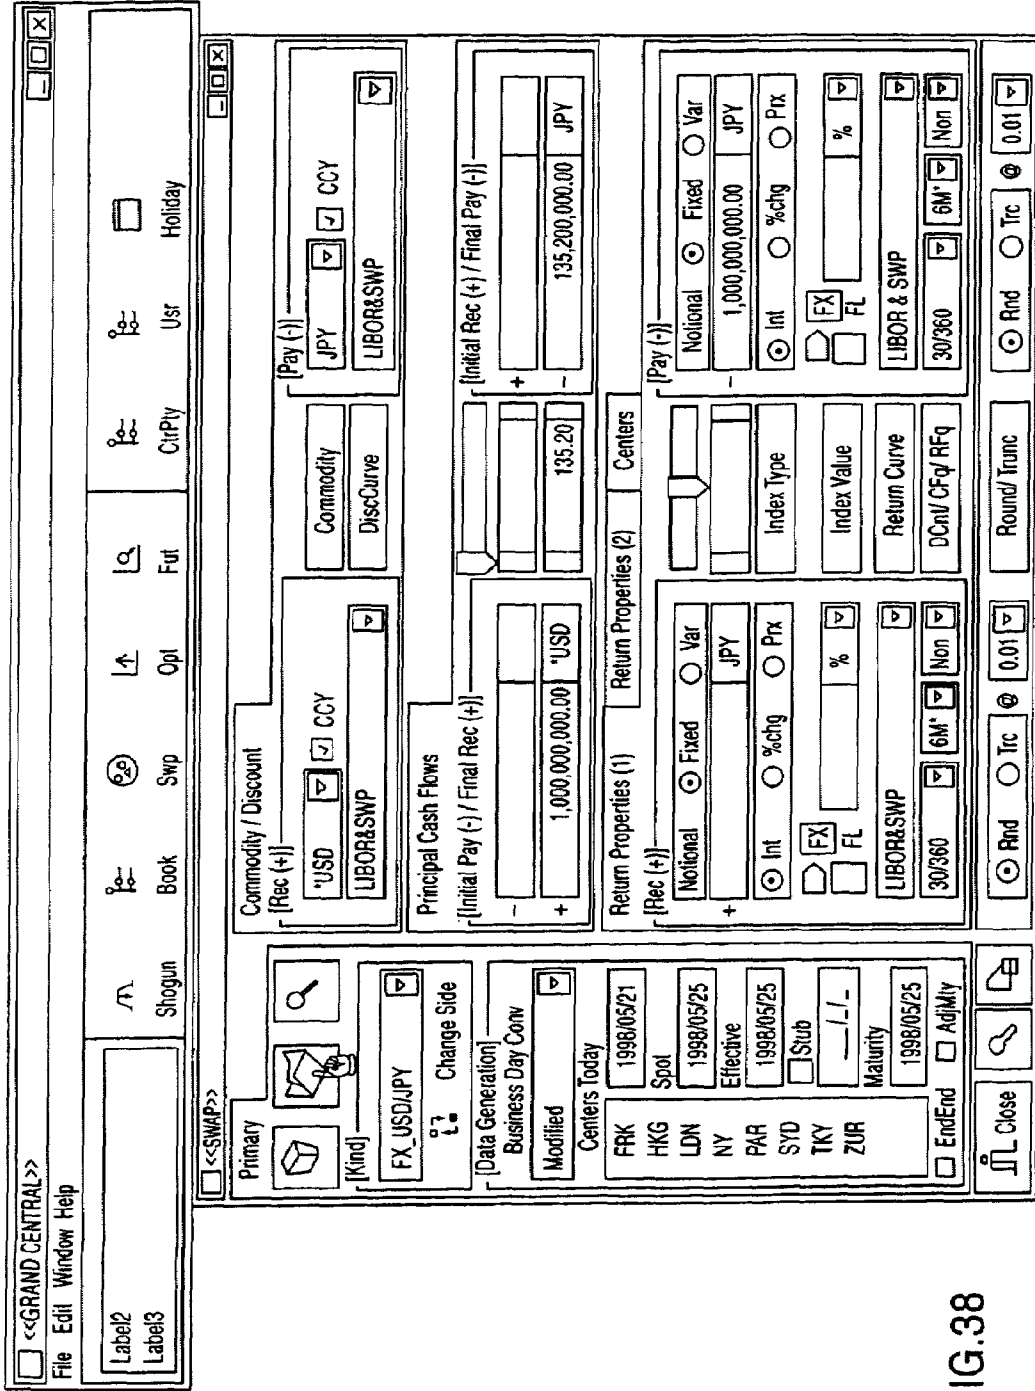 <<GRAND CENTRAL>>
File Edit Window Help
Label2
Label3
Shogun Book Swp Opt Fut CtrPty Usr Holiday
<<SWAP>>
Primary
[Kind]
FX_USD/JPY
Change Side
[Data Generation]
Business Day Conv
Modified
Centers Today
FRK
HKG
LDN
NY
PAR
SYD
TKY
ZUR
1998/05/21
Spot
1998/05/25
Effective
1998/05/25
Stub
__/_/_
Maturity
1998/05/25
EndEnd AdjMty
Close
Commodity / Discount
[Rec (+)]
*USD CCY
LIBOR&SWP
Commodity
DiscCurve
[Pay (-)]
JPY CCY
LIBOR&SWP
Principal Cash Flows
[Initial Pay (-) / Final Rec (+)]
-
+ 1,000,000,000.00 *USD
135.20
[Initial Rec (+) / Final Pay (-)]
+
- 135,200,000.00 JPY
Return Properties (1) Return Properties (2) Centers
[Rec (+)]
Notional Fixed Var
+ JPY
Int %chg Prx
FX
FL
%
LIBOR&SWP
30/360 6M* Non
Index Type
Index Value
Return Curve
DCnt/ CFq/ RFq
[Pay (-)]
Notional Fixed Var
- 1,000,000,000.00 JPY
Int %chg Prx
FX
FL
%
LIBOR & SWP
30/360 6M* Non
Rnd Trc @ 0.01
Round/ Trunc
Rnd Trc @ 0.01
IG.38